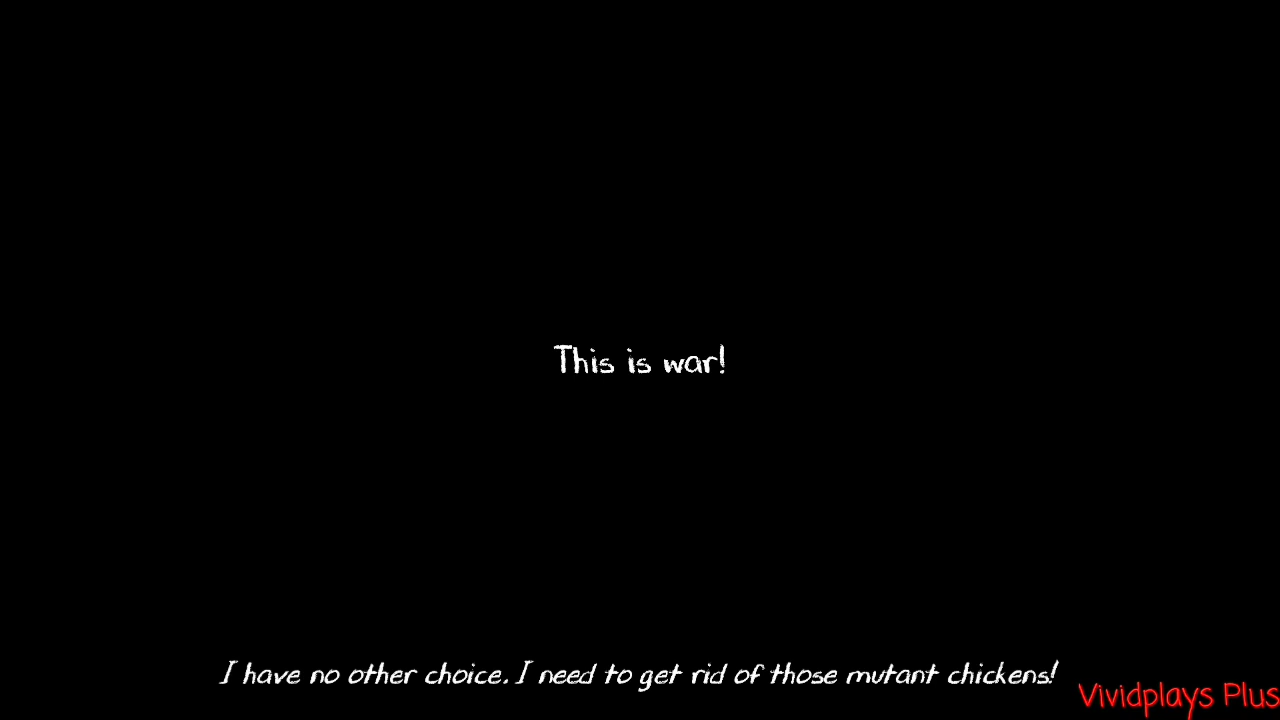 This is war!
I have no other choice. I need to get rid of those mutant chickens!
Vividplays Plus